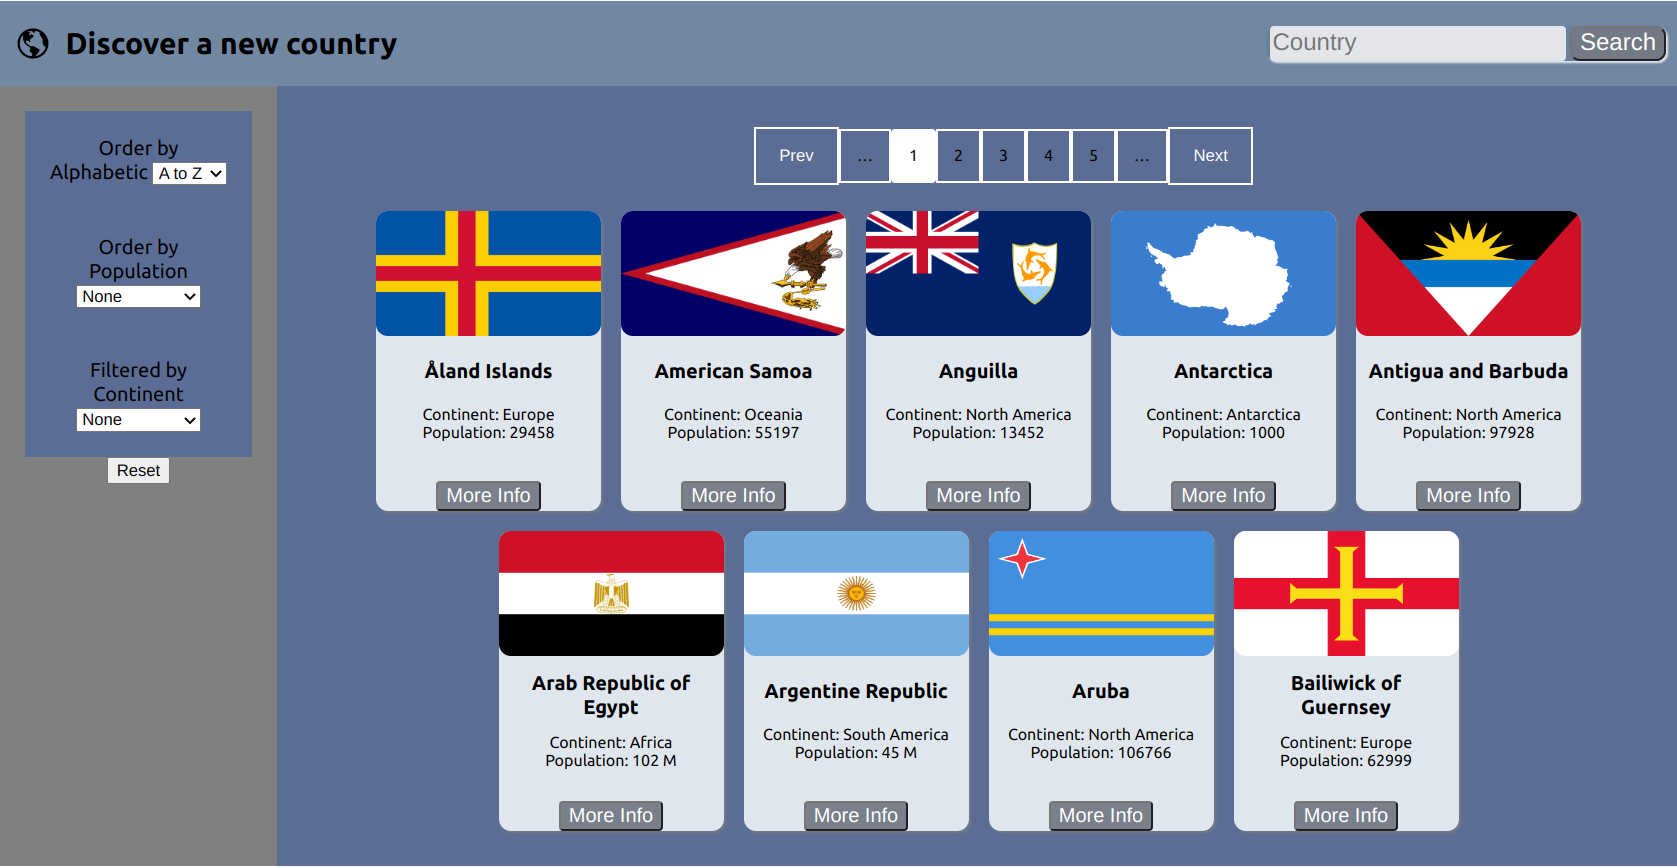 Discover a new country
Country Search
Order by
Alphabetic A to Z
Order by
Population
None
Filtered by
Continent
None
Reset
Prev ... 1 2 3 4 5 ... Next
Åland Islands
Continent: Europe
Population: 29458
More Info
American Samoa
Continent: Oceania
Population: 55197
More Info
Anguilla
Continent: North America
Population: 13452
More Info
Antarctica
Continent: Antarctica
Population: 1000
More Info
Antigua and Barbuda
Continent: North America
Population: 97928
More Info
Arab Republic of
Egypt
Continent: Africa
Population: 102 M
More Info
Argentine Republic
Continent: South America
Population: 45 M
More Info
Aruba
Continent: North America
Population: 106766
More Info
Bailiwick of
Guernsey
Continent: Europe
Population: 62999
More Info